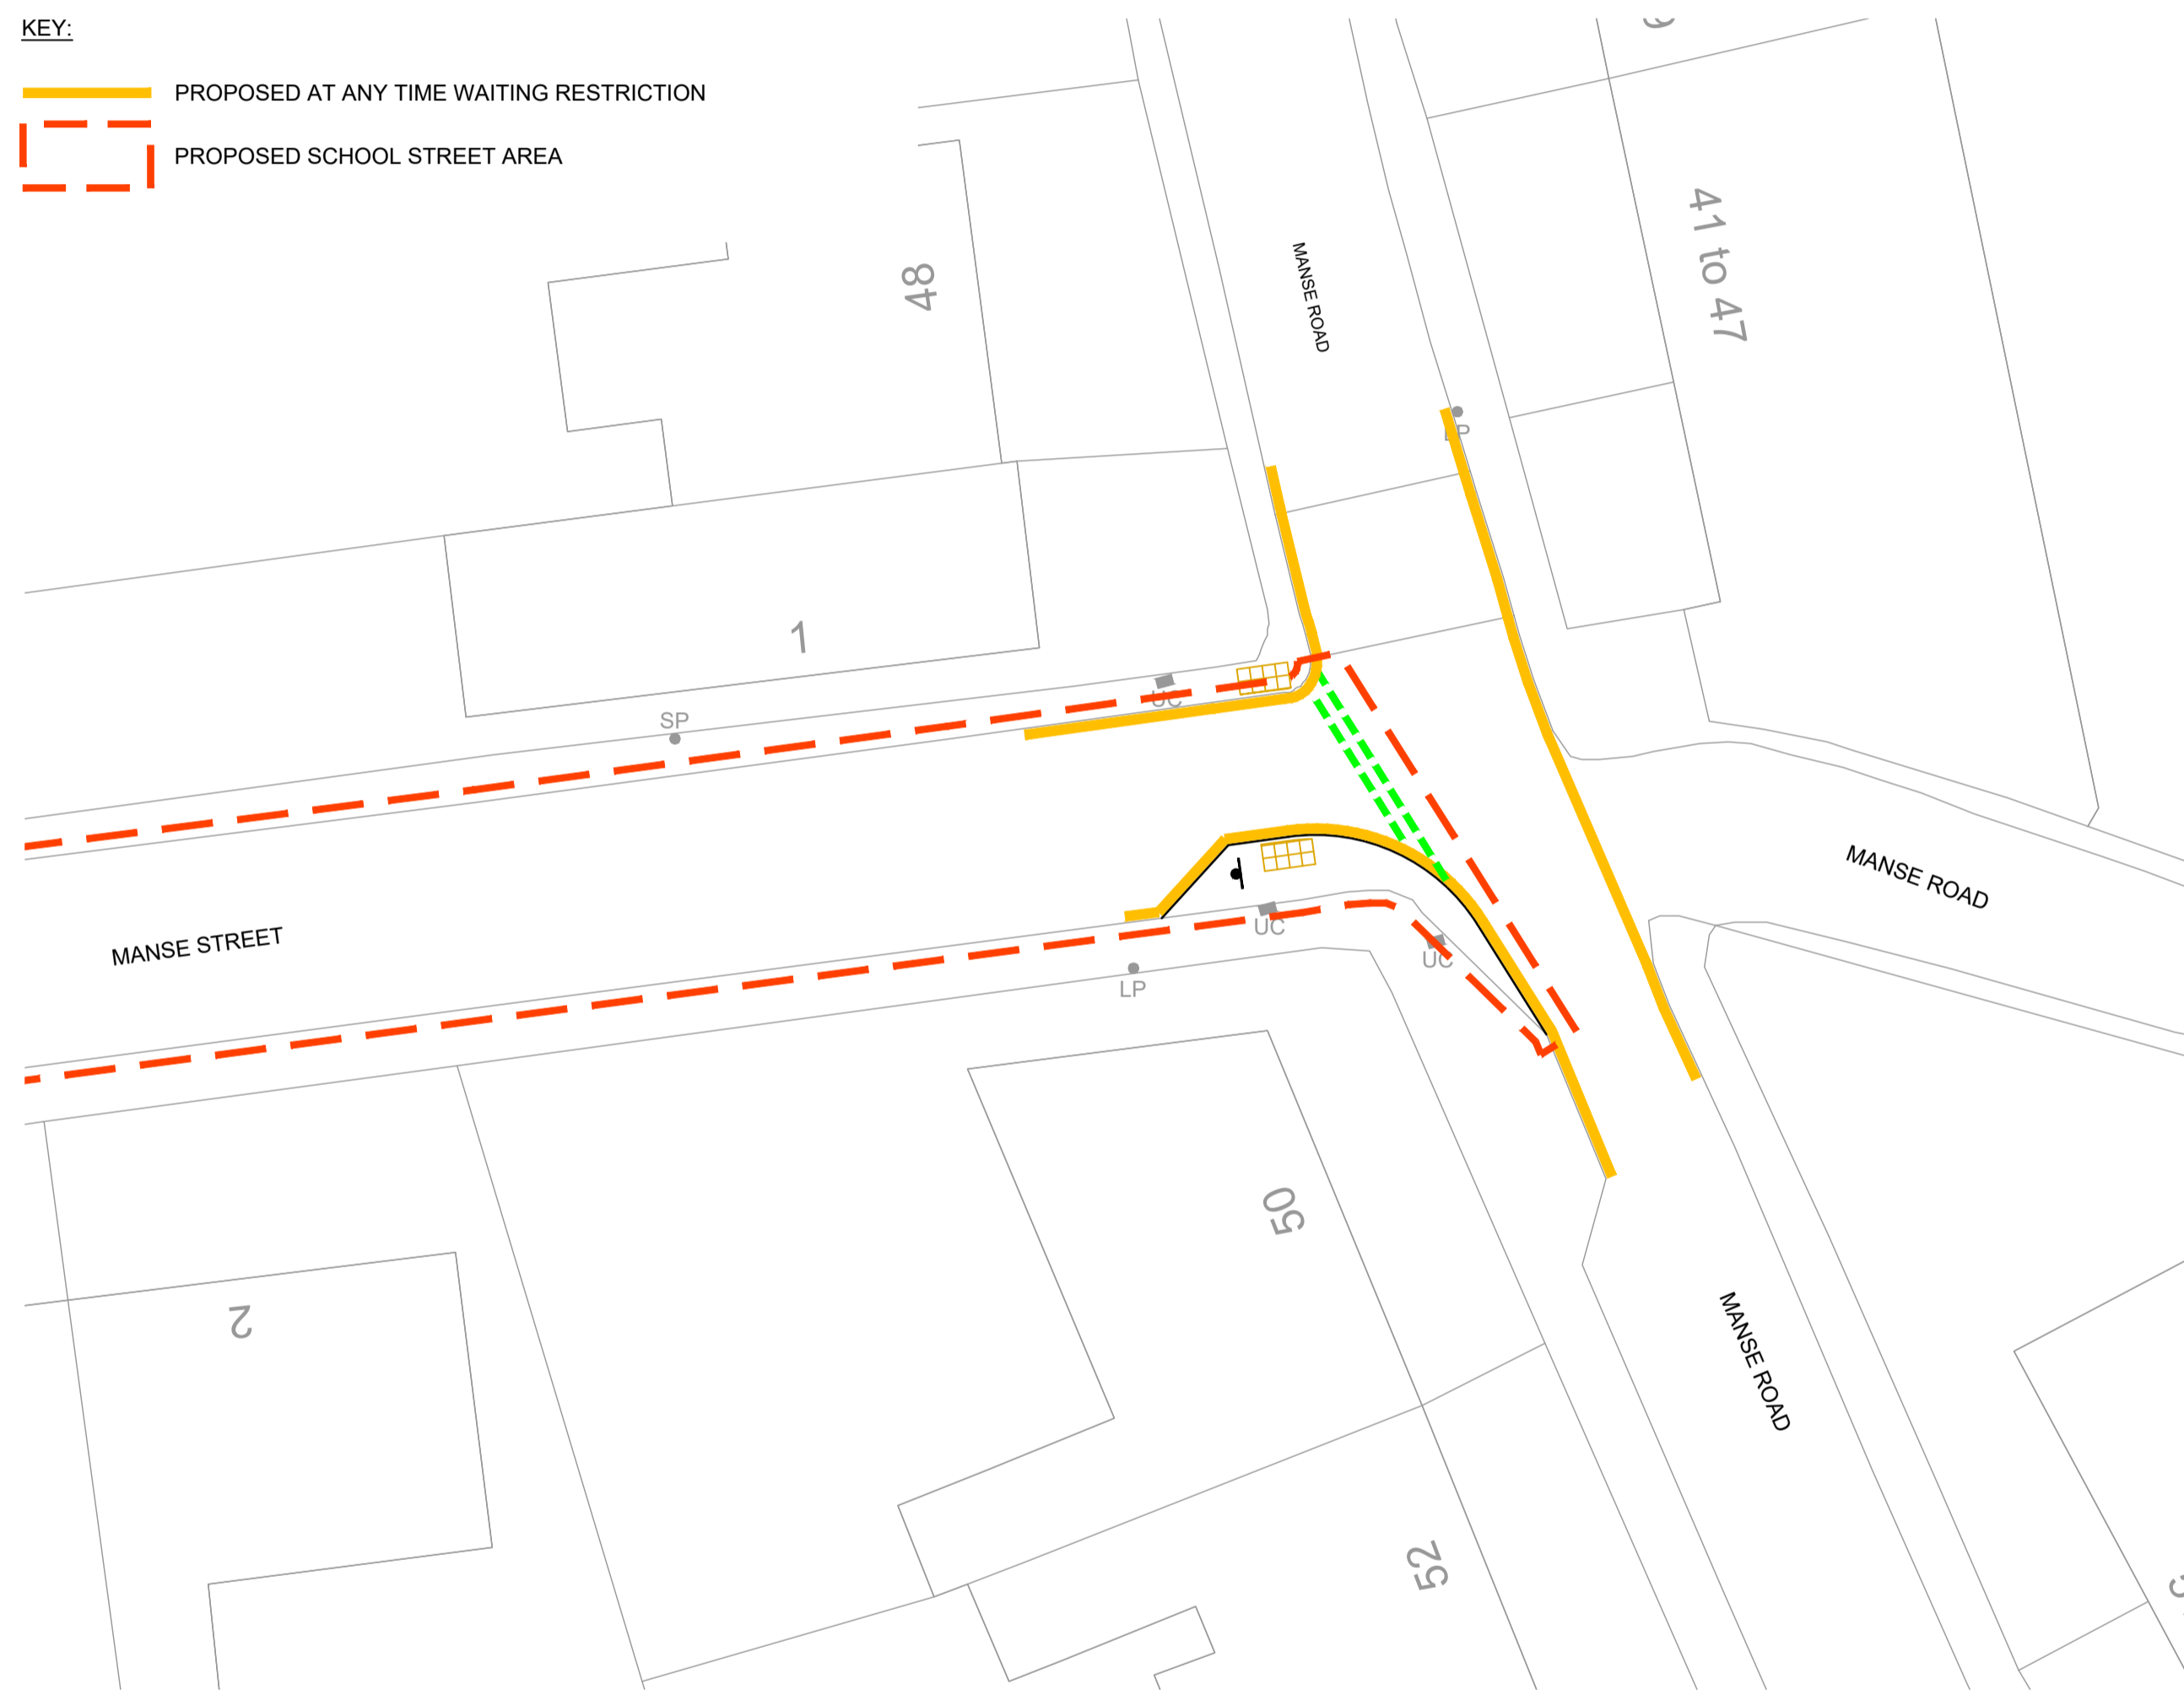 KEY:
PROPOSED AT ANY TIME WAITING RESTRICTION
PROPOSED SCHOOL STREET AREA
48
MANSE ROAD
41 to 47
LP
1
UC
SP
MANSE ROAD
MANSE STREET
UC
UC
LP
50
2
MANSE ROAD
52